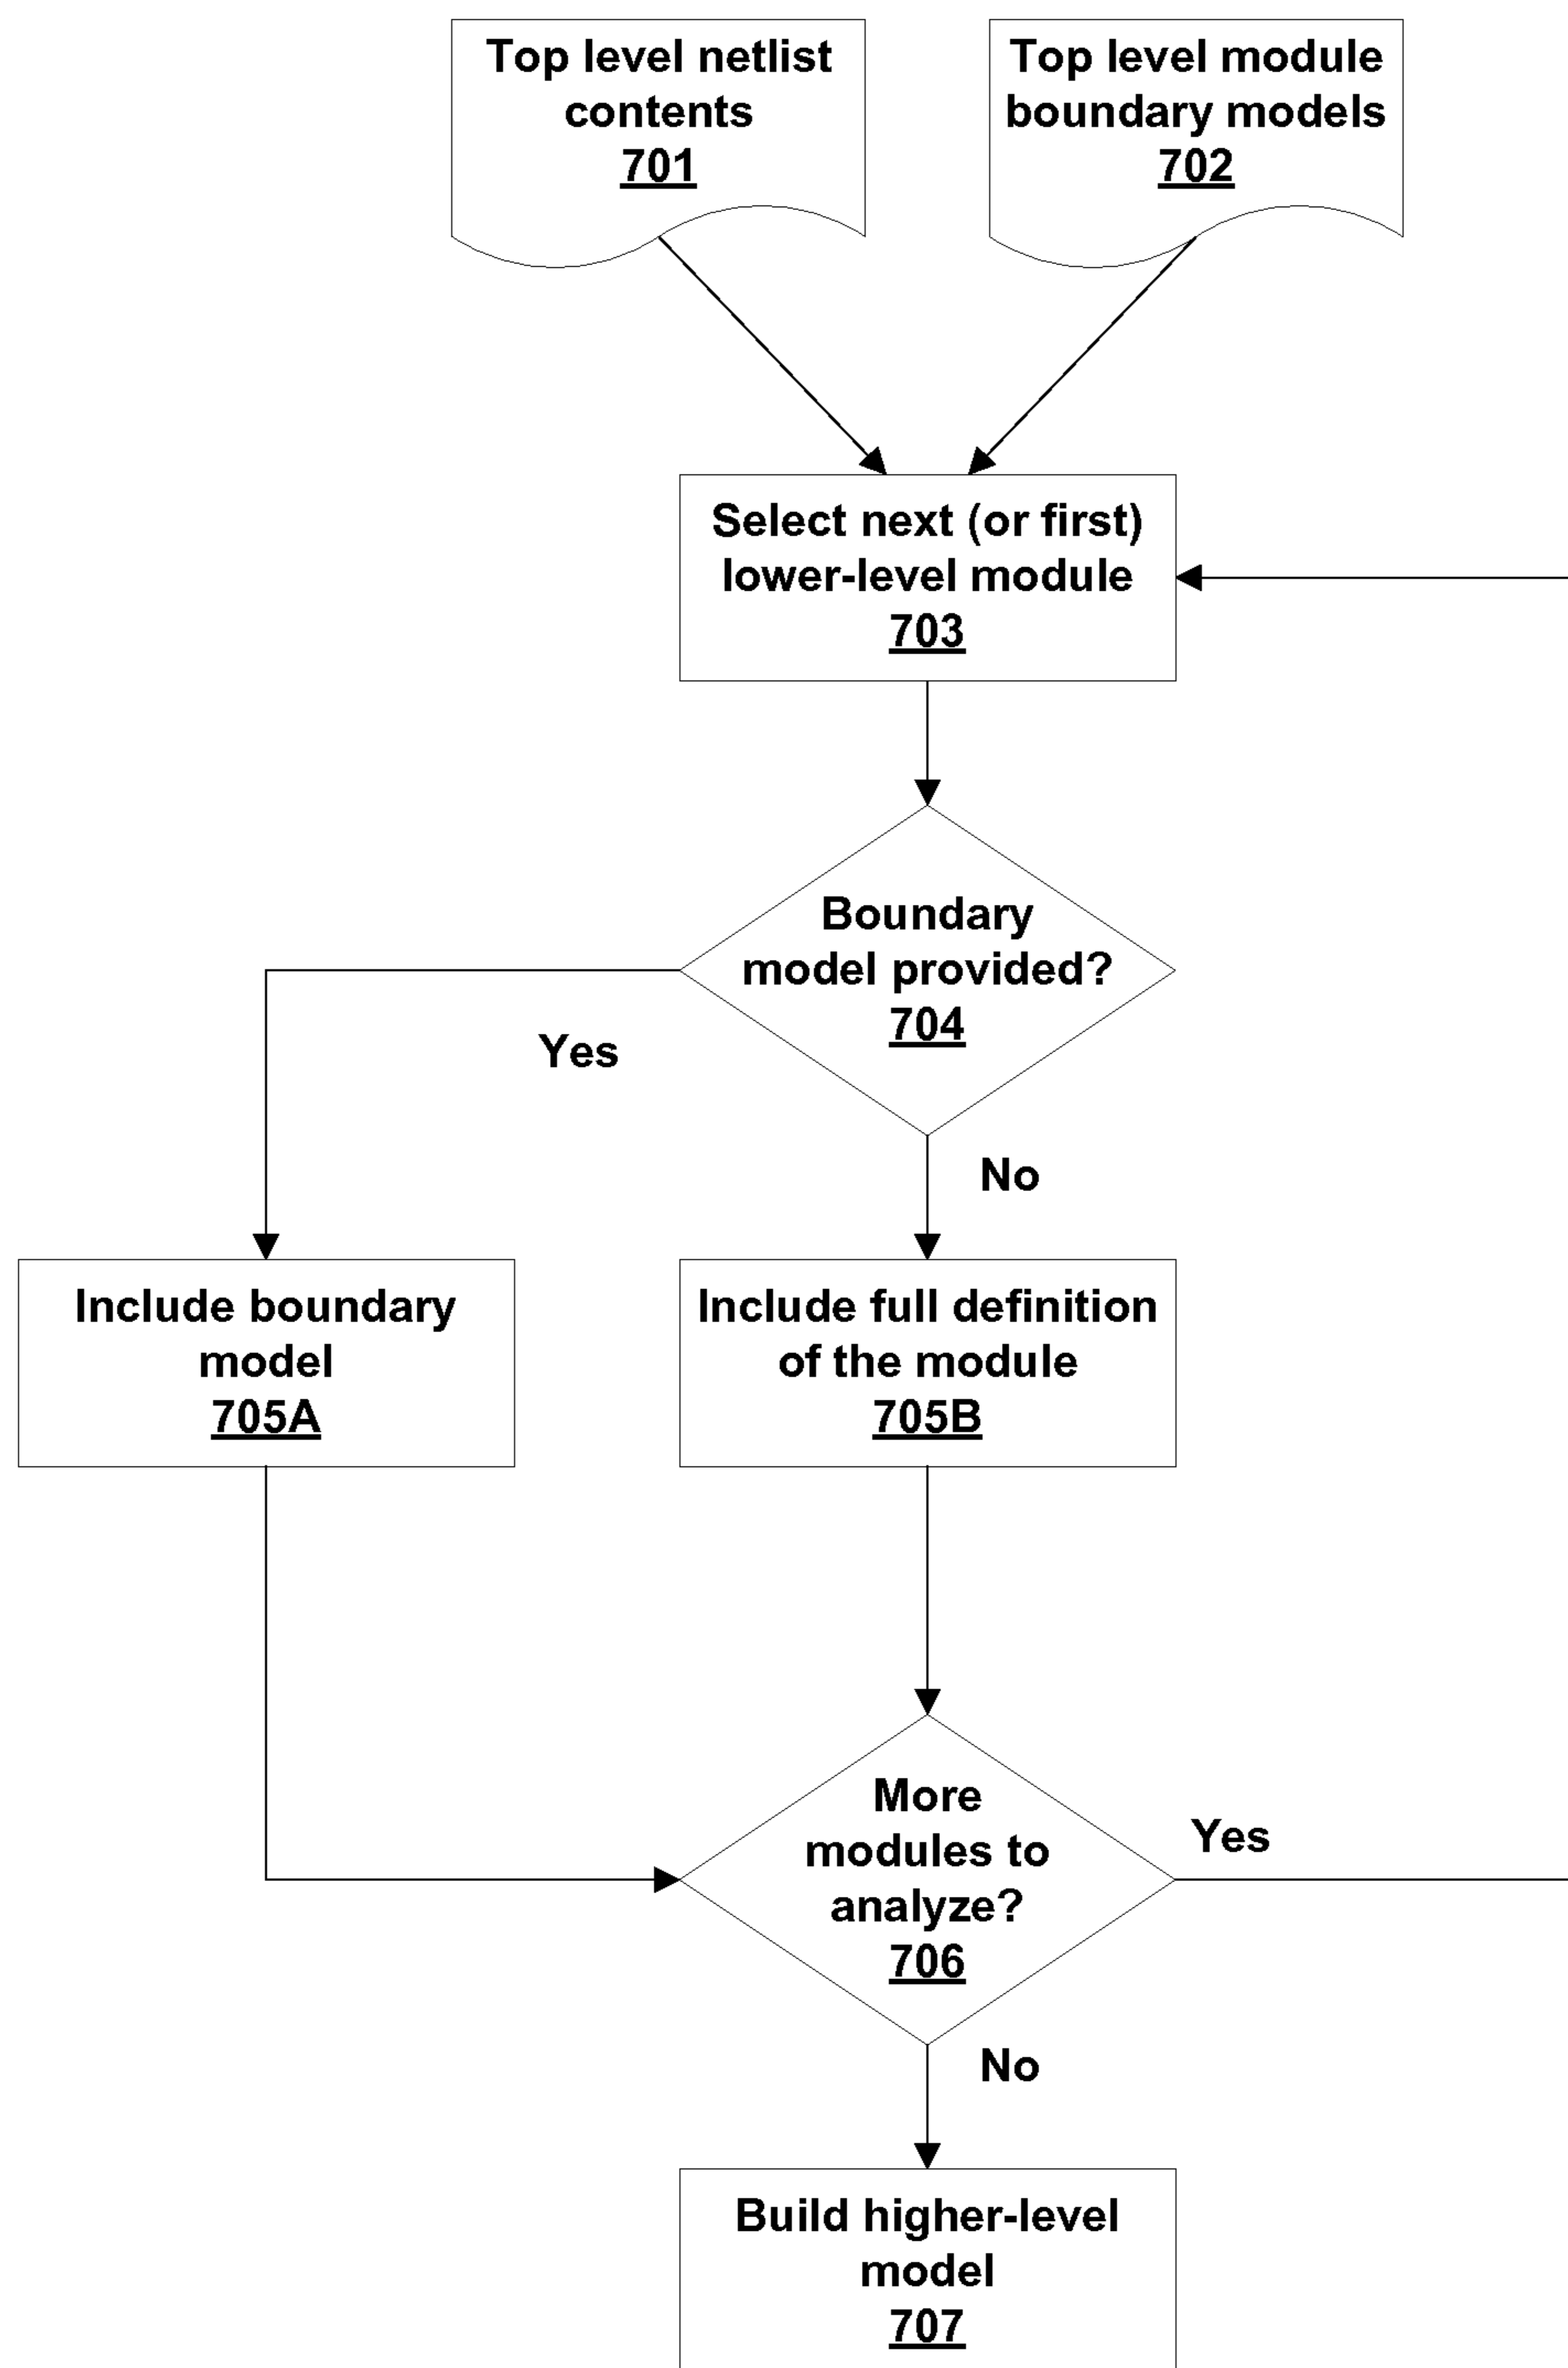 Top level netlist
contents
701
Top level module
boundary models
702
Select next (or first)
lower-level module
703
Boundary
model provided?
704
Yes
No
Include boundary
model
705A
Include full definition
of the module
705B
More
modules to
analyze?
706
Yes
No
Build higher-level
model
707